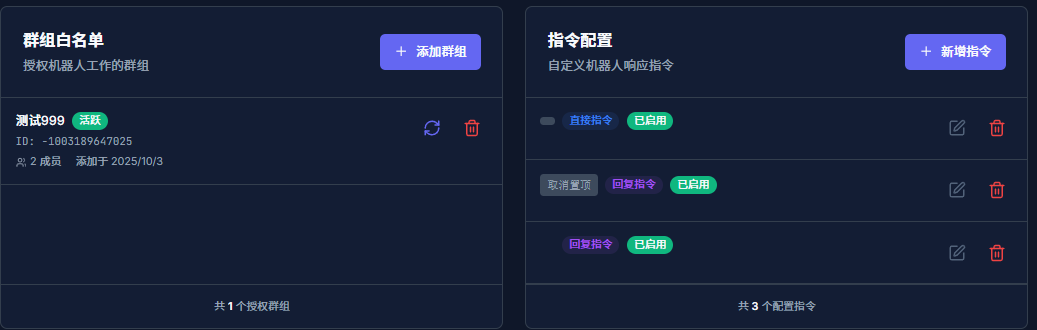 群组白名单
授权机器人工作的群组
添加群组
测试999 活跃
ID: -1003189647025
2 成员 添加于 2025/10/3
共 1 个授权群组
指令配置
自定义机器人响应指令
新增指令
直接指令 已启用
取消置顶 回复指令 已启用
回复指令 已启用
共 3 个配置指令